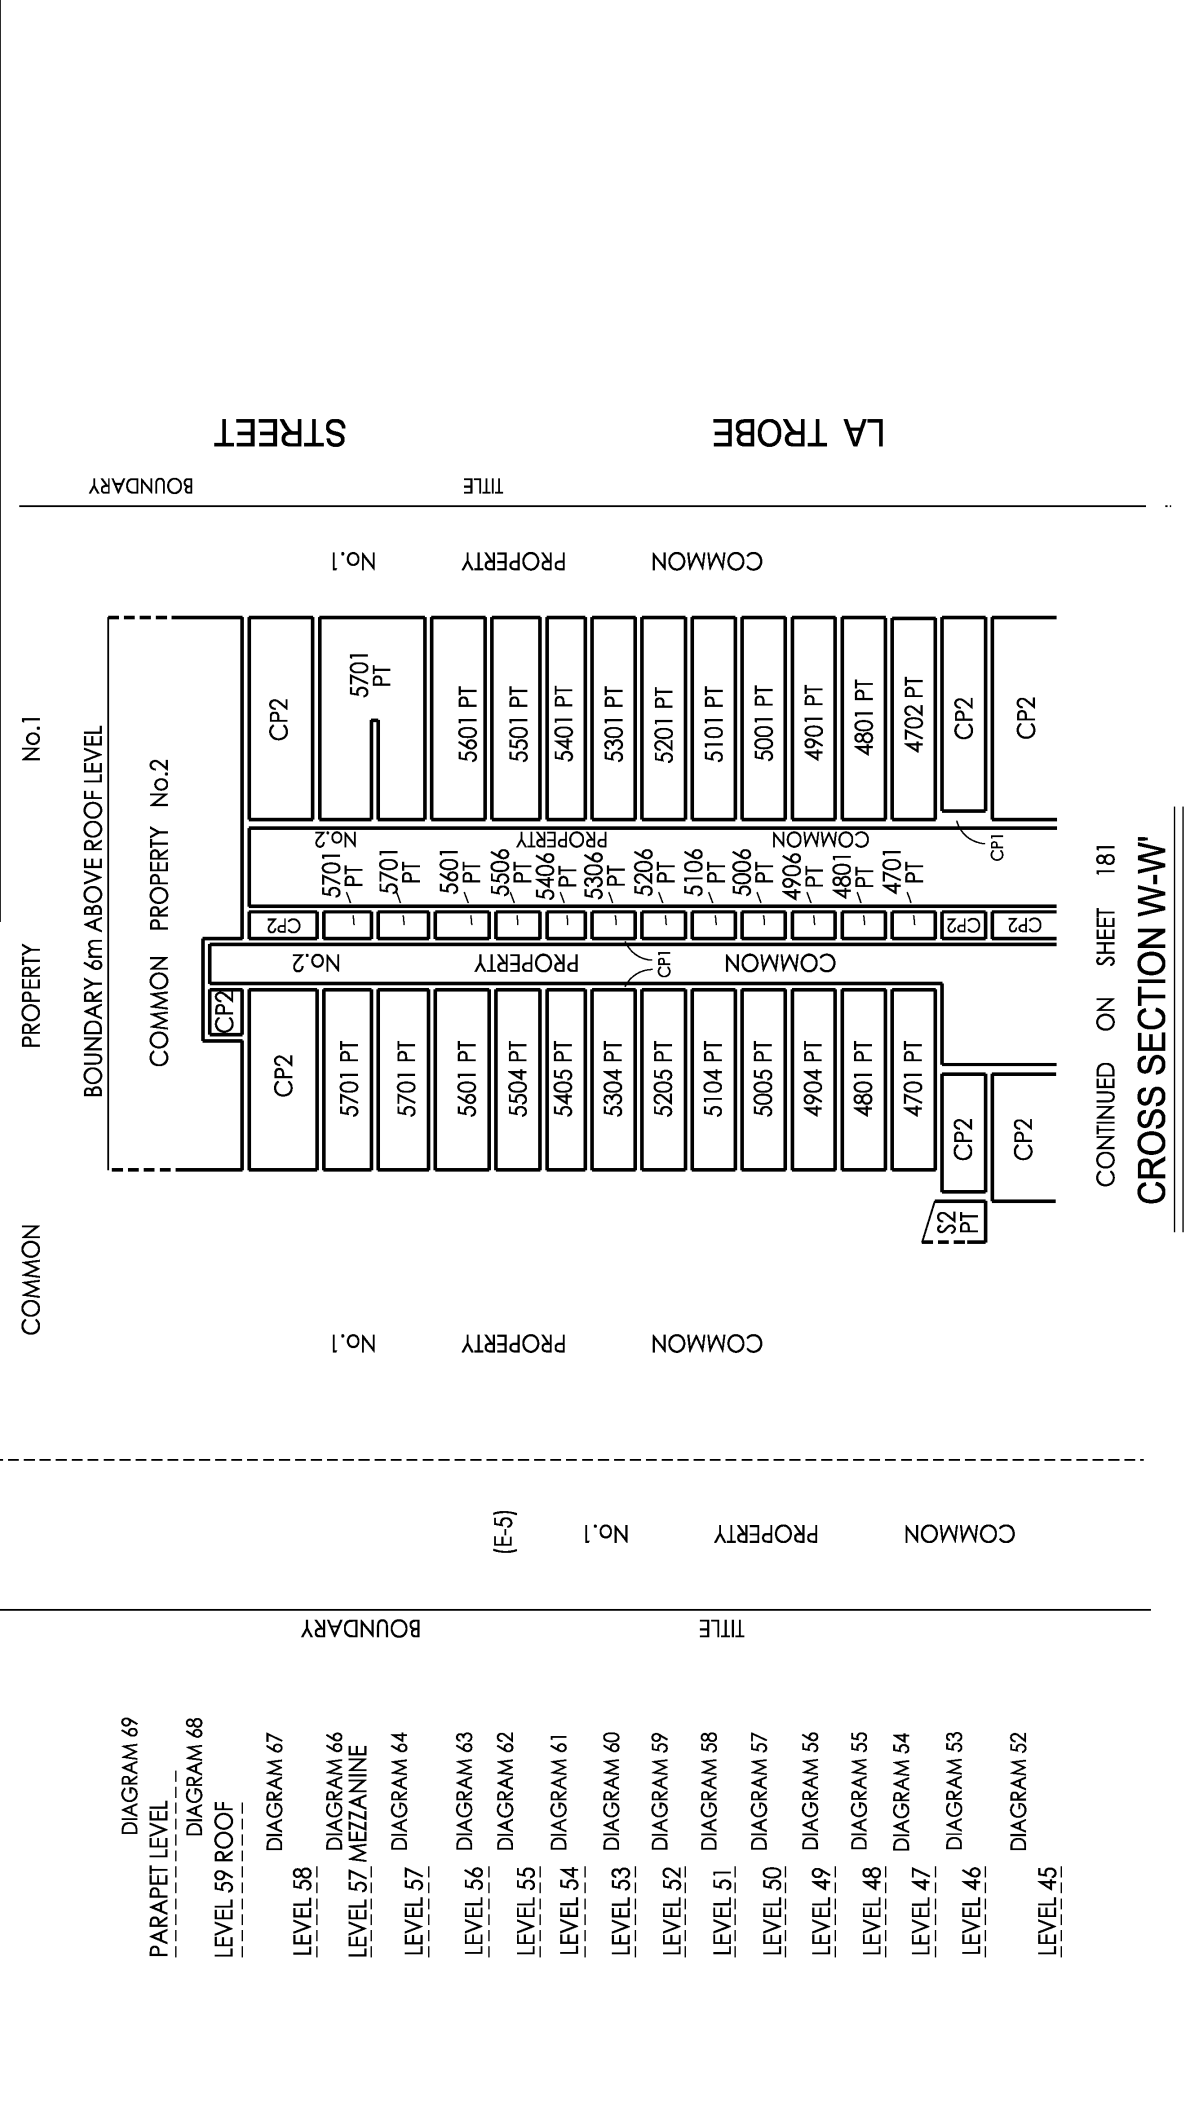 COMMON PROPERTY No.1
BOUNDARY 6m ABOVE ROOF LEVEL
COMMON PROPERTY No.2
DIAGRAM 69
PARAPET LEVEL
DIAGRAM 68
LEVEL 59 ROOF
DIAGRAM 67
LEVEL 58
DIAGRAM 66
LEVEL 57 MEZZANINE
DIAGRAM 64
LEVEL 57
DIAGRAM 63
LEVEL 56
DIAGRAM 62
LEVEL 55
DIAGRAM 61
LEVEL 54
DIAGRAM 60
LEVEL 53
DIAGRAM 59
LEVEL 52
DIAGRAM 58
LEVEL 51
DIAGRAM 57
LEVEL 50
DIAGRAM 56
LEVEL 49
DIAGRAM 55
LEVEL 48
DIAGRAM 54
LEVEL 47
DIAGRAM 53
LEVEL 46
DIAGRAM 52
LEVEL 45
TITLE BOUNDARY
COMMON PROPERTY No.1
(E-5)
COMMON PROPERTY No.1
CP2
CP2
5701 PT
5701 PT
5601 PT
5504 PT
5405 PT
5304 PT
5205 PT
5104 PT
5005 PT
4904 PT
4801 PT
4701 PT
CP2
CP2
S2
PT
COMMON PROPERTY No.2
CP1
CP2
5701
PT
5701
PT
5601
PT
5506
PT
5406
PT
5306
PT
5206
PT
5106
PT
5006
PT
4906
PT
4801
PT
4701
PT
CP2
CP2
COMMON PROPERTY No.2
CP1
CP2
5701
PT
5601 PT
5501 PT
5401 PT
5301 PT
5201 PT
5101 PT
5001 PT
4901 PT
4801 PT
4702 PT
CP2
CP2
COMMON PROPERTY No.1
TITLE BOUNDARY
LA TROBE STREET
CONTINUED ON SHEET 181
CROSS SECTION W-W'